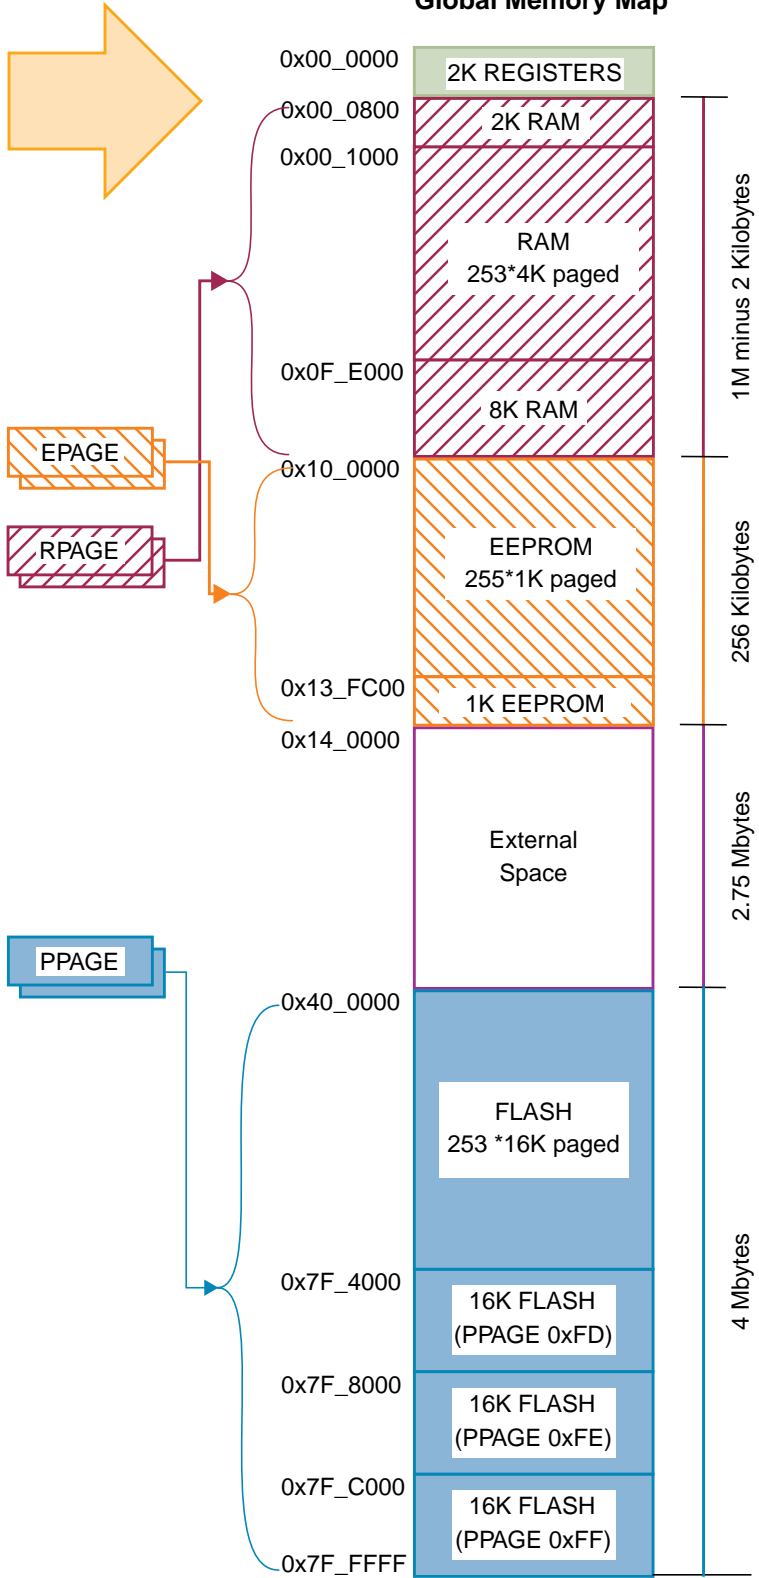 Global Memory Map
0x00_0000
2K REGISTERS
0x00_0800
2K RAM
0x00_1000
RAM
253*4K paged
1M minus 2 Kilobytes
0x0F_E000
8K RAM
EPAGE
0x10_0000
RPAGE
EEPROM
255*1K paged
256 Kilobytes
0x13_FC00
1K EEPROM
0x14_0000
External
Space
2.75 Mbytes
PPAGE
0x40_0000
FLASH
253 *16K paged
4 Mbytes
0x7F_4000
16K FLASH
(PPAGE 0xFD)
0x7F_8000
16K FLASH
(PPAGE 0xFE)
0x7F_C000
16K FLASH
(PPAGE 0xFF)
0x7F_FFFF